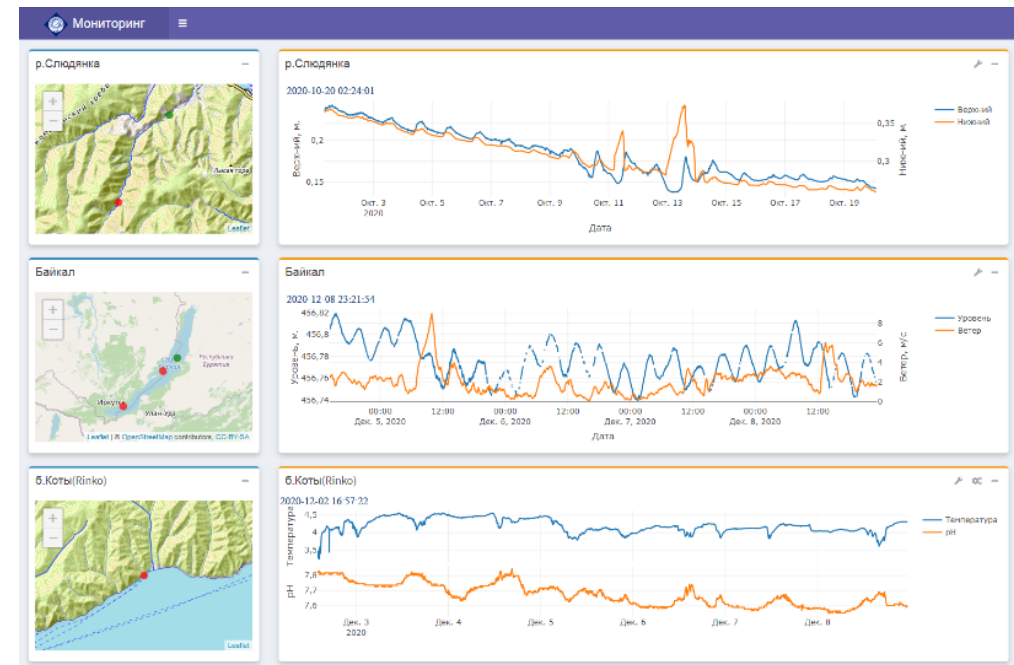 Мониторинг
р.Слюдянка
р.Слюдянка
+
−
Лысая гора
Leaflet
2020-10-20 02:24:01
Верх-ний, м.
0,2
0,15
0,35
0,3
Ниж-ний, м.
Верхний
Нижний
Окт. 3
2020
Окт. 5
Окт. 7
Окт. 9
Окт. 11
Окт. 13
Окт. 15
Окт. 17
Окт. 19
Дата
Байкал
Байкал
+
−
Республика
Бурятия
Улан-Удэ
Leaflet | © OpenStreetMap contributors, CC-BY-SA
2020-12-08 23:21:54
Уровень, м.
456,82
456,8
456,78
456,76
456,74
8
6
4
2
0
Ветер, м/с
Уровень
Ветер
00:00
Дек. 5, 2020
12:00
00:00
Дек. 6, 2020
12:00
00:00
Дек. 7, 2020
12:00
00:00
Дек. 8, 2020
12:00
Дата
б.Коты(Rinko)
б.Коты(Rinko)
+
−
Leaflet
2020-12-02 16:57:22
Температура
4,5
4
3,5
pH
7,8
7,7
7,6
Температура
pH
Дек. 3
2020
Дек. 4
Дек. 5
Дек. 6
Дек. 7
Дек. 8